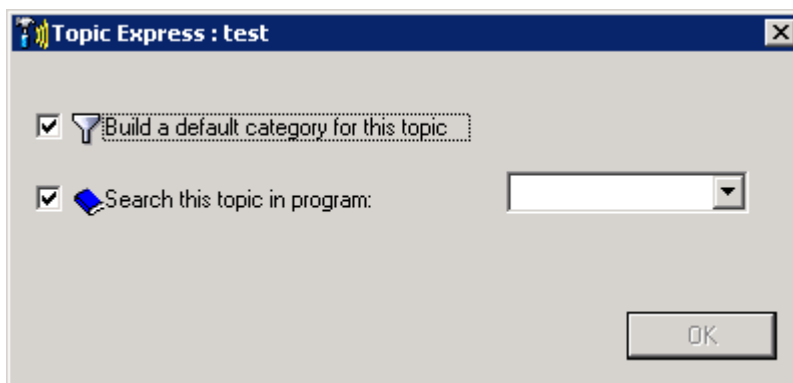 Topic Express : test
Build a default category for this topic
Search this topic in program:
OK